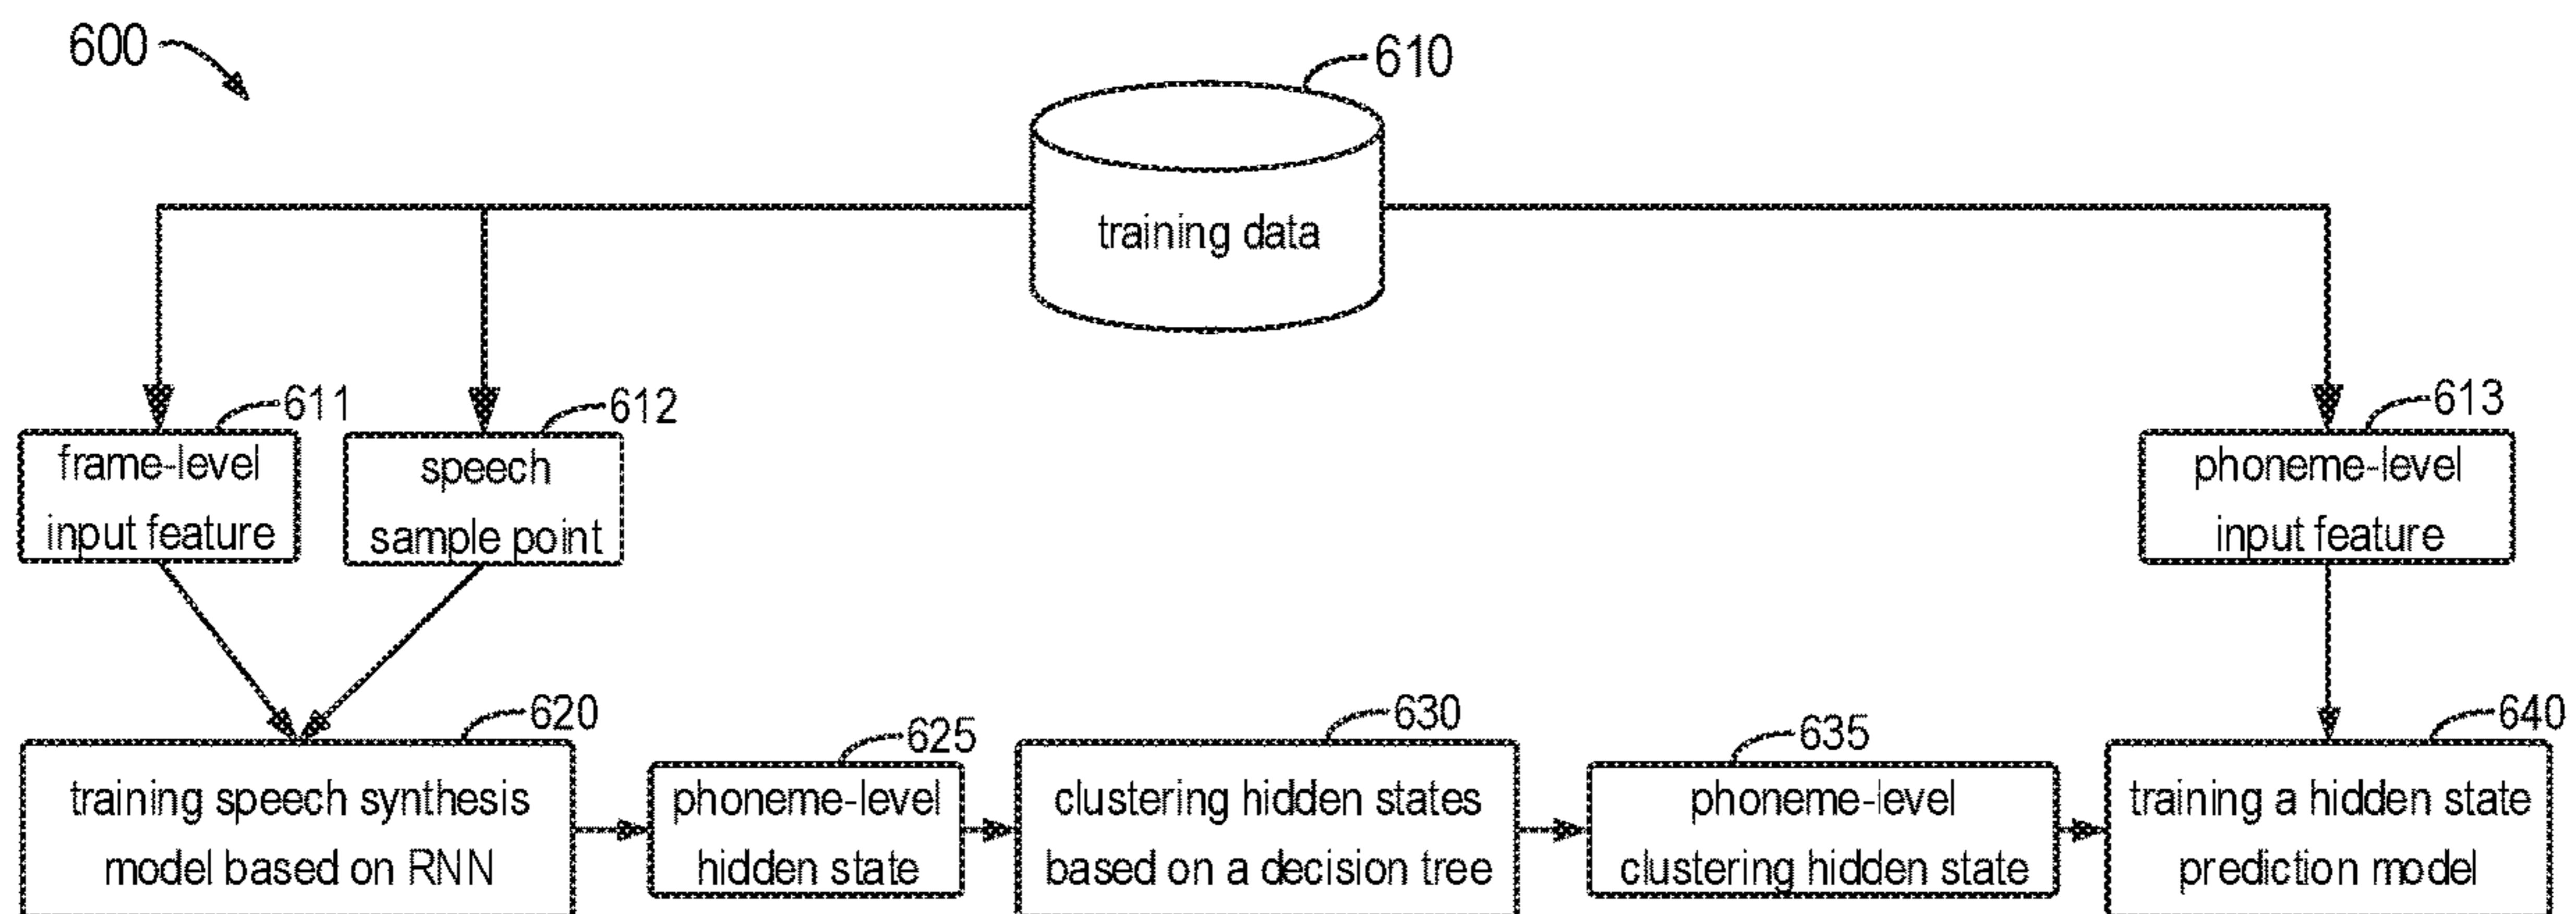 600
610
training data
611
612
613
frame-level
input feature
speech
sample point
phoneme-level
input feature
620
625
630
635
640
training speech synthesis
model based on RNN
phoneme-level
hidden state
clustering hidden states
based on a decision tree
phoneme-level
clustering hidden state
training a hidden state
prediction model